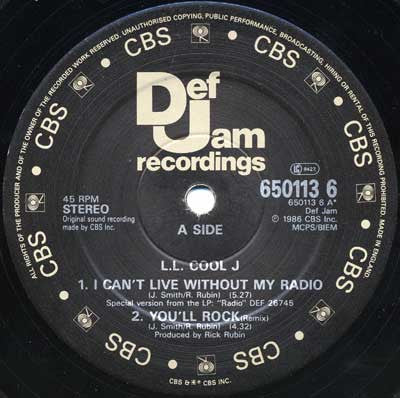 ALL RIGHTS OF THE PRODUCER AND OF THE OWNER OF THE RECORDED WORK RESERVED. UNAUTHORISED COPYING, PUBLIC PERFORMANCE, BROADCASTING, HIRING OR RENTAL OF THIS RECORDING PROHIBITED. MADE IN ENGLAND.
CBS
CBS
CBS
CBS
CBS
CBS
CBS
CBS
Def
Jam
recordings
45 RPM
STEREO
Original sound recording
made by CBS Inc.
A SIDE
650113 6
650113 6 A*
Def Jam
℗ 1986 CBS Inc.
MCPS/BIEM
L.L. COOL J
1. I CAN'T LIVE WITHOUT MY RADIO
(J. Smith/R. Rubin) (5.27)
Special version from the LP: "Radio" DEF 26745
2. YOU'LL ROCK (Remix)
(J. Smith/R. Rubin) (4.32)
Produced by Rick Rubin
CBS & ARE CBS INC.